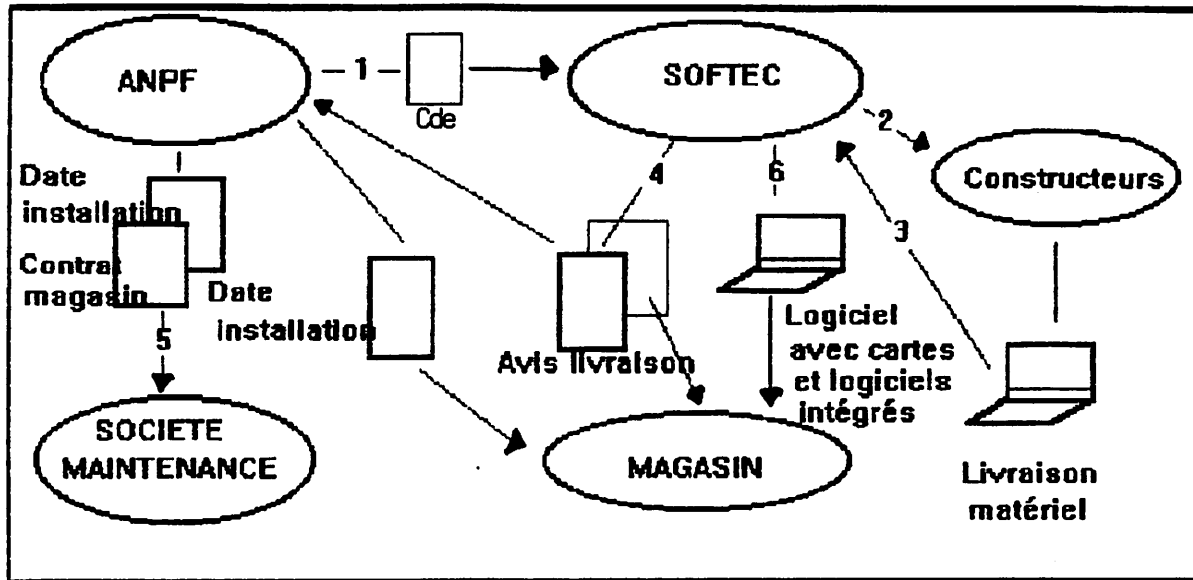 ANPF
1
Cde
SOFTEC
2
Constructeurs
Date
installation
Contrat
magasin
Date
installation
5
4
6
3
Avis livraison
Logiciel
avec cartes
et logiciels
intégrés
SOCIETE
MAINTENANCE
MAGASIN
Livraison
matériel